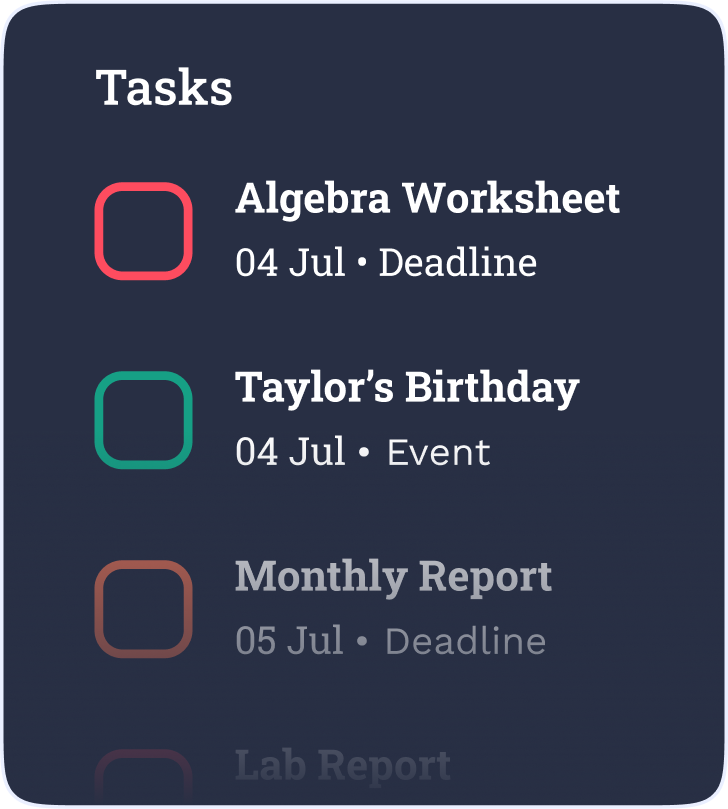 Tasks
Algebra Worksheet
04 Jul • Deadline
Taylor’s Birthday
04 Jul • Event
Monthly Report
05 Jul • Deadline
Lab Report